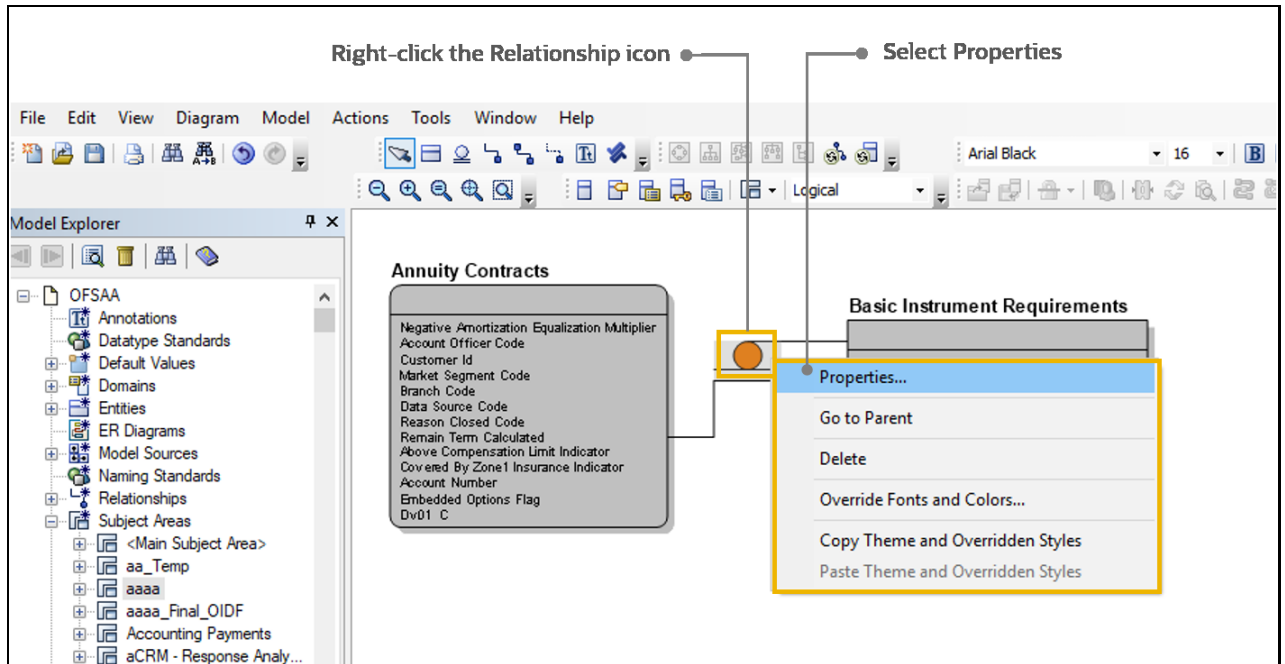 Right-click the Relationship icon
Select Properties
File Edit View Diagram Model Actions Tools Window Help
A→B
Tt
Arial Black
16
B
Logical
Model Explorer
OFSAA
Annotations
Datatype Standards
Default Values
Domains
Entities
ER Diagrams
Model Sources
Naming Standards
Relationships
Subject Areas
<Main Subject Area>
aa_Temp
aaaa
aaaa_Final_OIDF
Accounting Payments
aCRM - Response Analy...
Annuity Contracts
Negative Amortization Equalization Multiplier
Account Officer Code
Customer Id
Market Segment Code
Branch Code
Data Source Code
Reason Closed Code
Remain Term Calculated
Above Compensation Limit Indicator
Covered By Zone1 Insurance Indicator
Account Number
Embedded Options Flag
Dv01 C
Basic Instrument Requirements
Properties...
Go to Parent
Delete
Override Fonts and Colors...
Copy Theme and Overridden Styles
Paste Theme and Overridden Styles